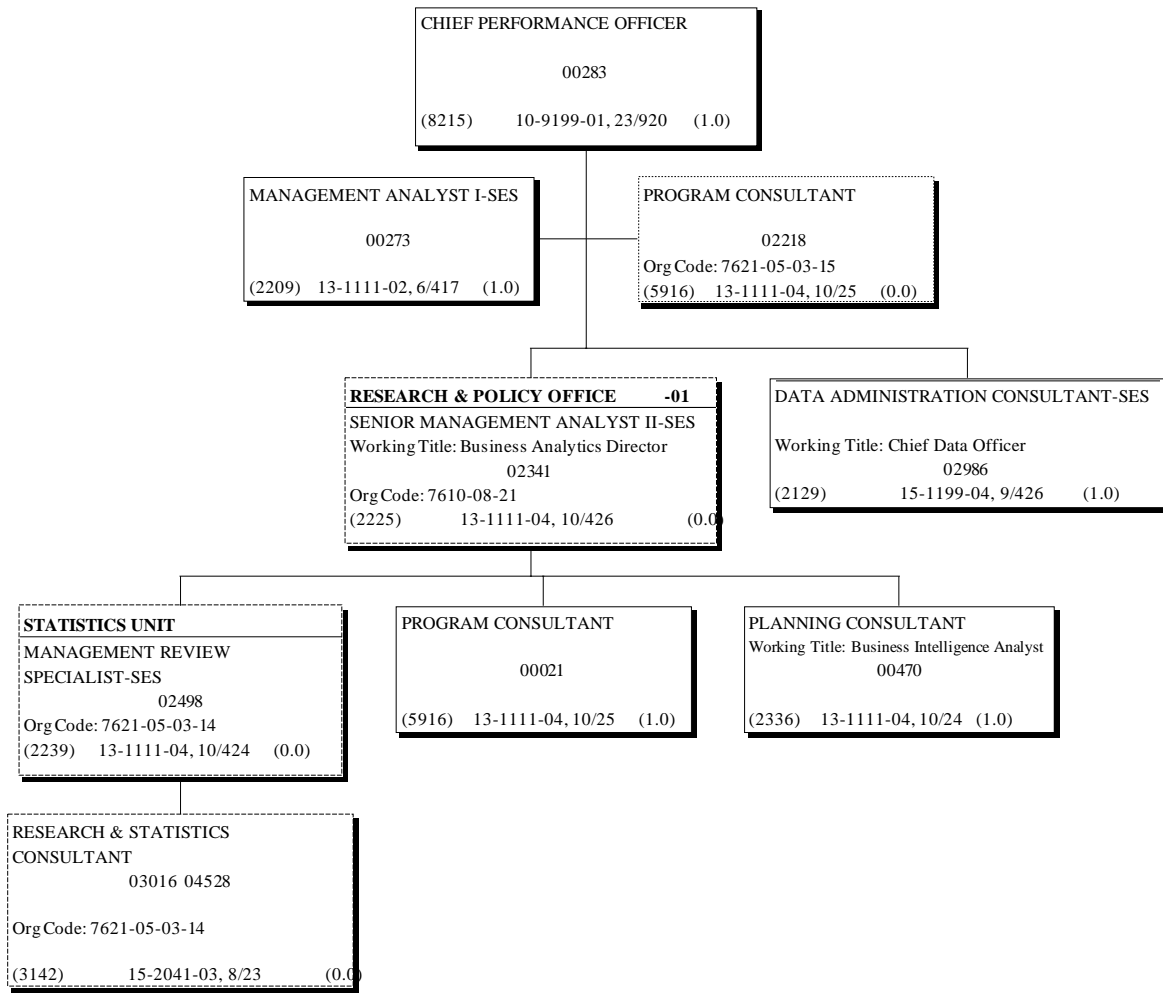 CHIEF PERFORMANCE OFFICER
00283
(8215) 10-9199-01, 23/920 (1.0)
MANAGEMENT ANALYST I-SES
00273
(2209) 13-1111-02, 6/417 (1.0)
PROGRAM CONSULTANT
02218
Org Code: 7621-05-03-15
(5916) 13-1111-04, 10/25 (0.0)
RESEARCH & POLICY OFFICE -01
SENIOR MANAGEMENT ANALYST II-SES
Working Title: Business Analytics Director
02341
Org Code: 7610-08-21
(2225) 13-1111-04, 10/426 (0.0)
DATA ADMINISTRATION CONSULTANT-SES
Working Title: Chief Data Officer
02986
(2129) 15-1199-04, 9/426 (1.0)
STATISTICS UNIT
MANAGEMENT REVIEW
SPECIALIST-SES
02498
Org Code: 7621-05-03-14
(2239) 13-1111-04, 10/424 (0.0)
PROGRAM CONSULTANT
00021
(5916) 13-1111-04, 10/25 (1.0)
PLANNING CONSULTANT
Working Title: Business Intelligence Analyst
00470
(2336) 13-1111-04, 10/24 (1.0)
RESEARCH & STATISTICS
CONSULTANT
03016 04528
Org Code: 7621-05-03-14
(3142) 15-2041-03, 8/23 (0.0)